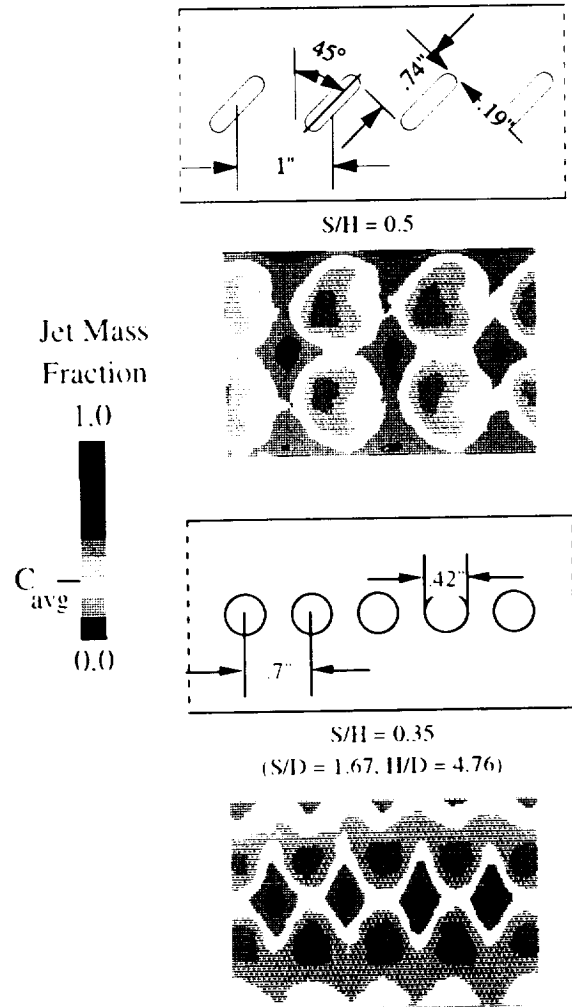 45°
.74"
.19"
1"
S/H = 0.5
Jet Mass
Fraction
1.0
C avg
0.0
.42"
.7"
S/H = 0.35
(S/D = 1.67, H/D = 4.76)